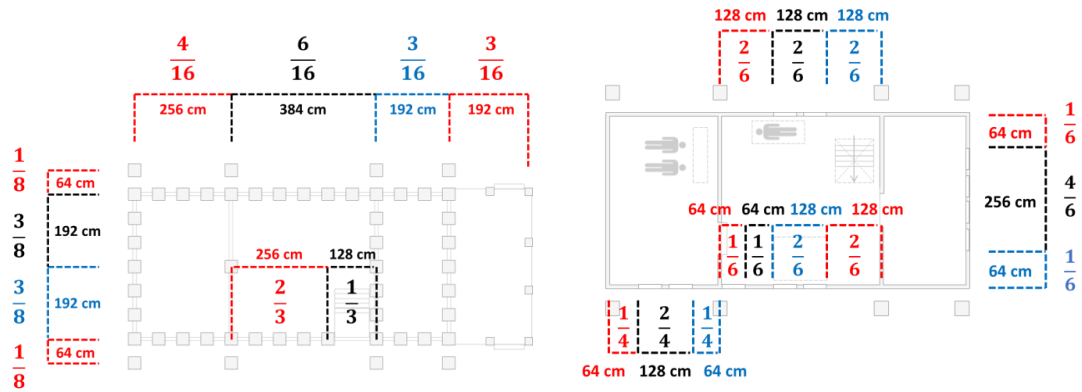 4/16 6/16 3/16 3/16
256 cm 384 cm 192 cm 192 cm
1/8 64 cm
3/8 192 cm
3/8 192 cm
1/8 64 cm
256 cm 128 cm
2/3 1/3
128 cm 128 cm 128 cm
2/6 2/6 2/6
64 cm 1/6
256 cm 4/6
64 cm 1/6
64 cm 64 cm 128 cm 128 cm
1/6 1/6 2/6 2/6
1/4 2/4 1/4
64 cm 128 cm 64 cm